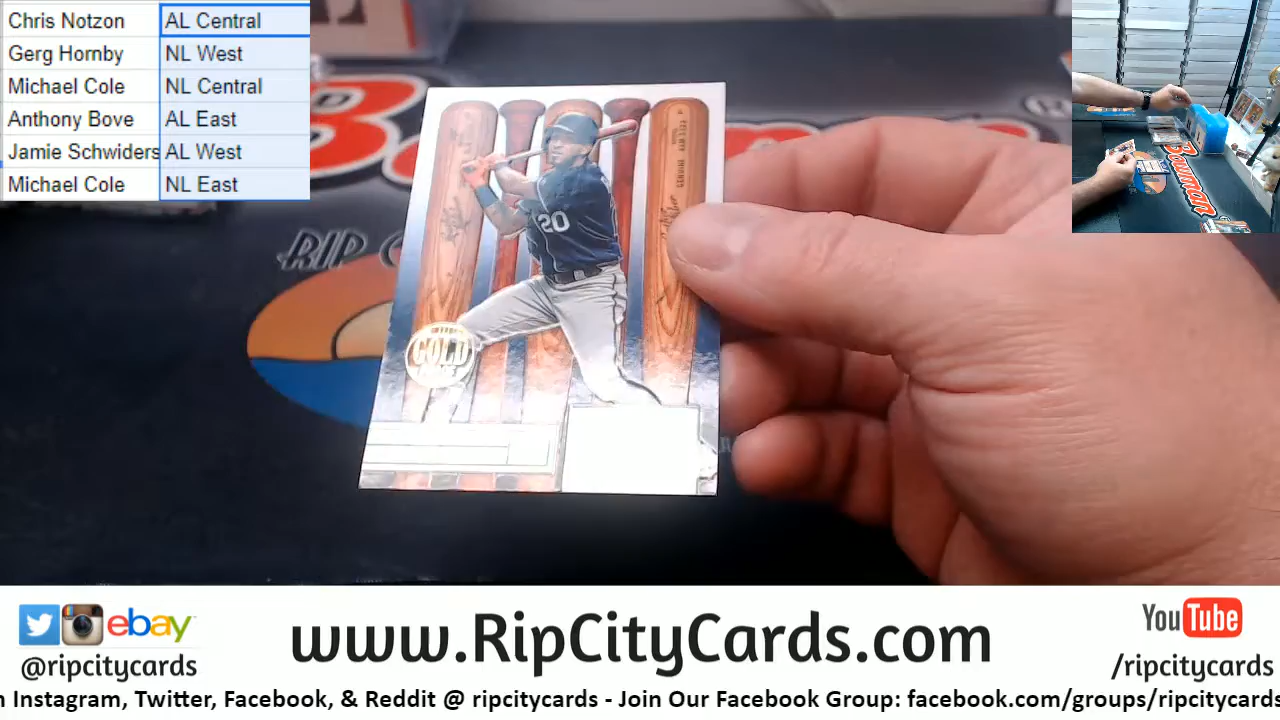 Chris Notzon AL Central
Gerg Hornby NL West
Michael Cole NL Central
Anthony Bove AL East
Jamie Schwiders AL West
Michael Cole NL East
RIP C
20
GOLD
Bowman
ebay
@ripcitycards
www.RipCityCards.com
YouTube
/ripcitycards
n Instagram, Twitter, Facebook, & Reddit @ ripcitycards - Join Our Facebook Group: facebook.com/groups/ripcitycards